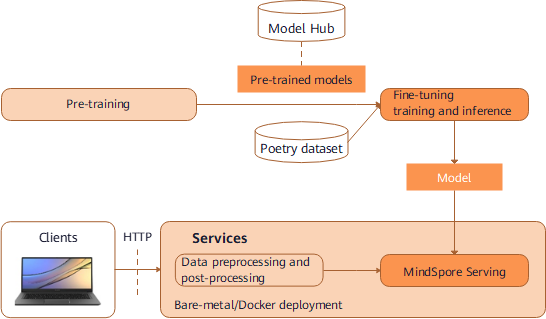 Model Hub
Pre-trained models
Pre-training
Fine-tuning
training and inference
Poetry dataset
Model
Clients
HTTP
Services
Data preprocessing and
post-processing
MindSpore Serving
Bare-metal/Docker deployment